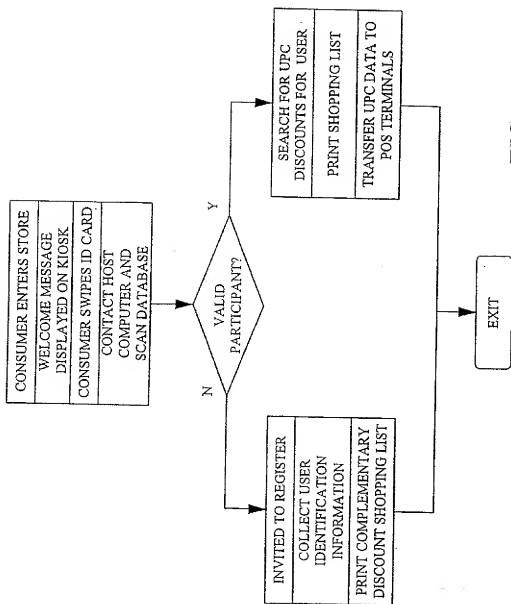 CONSUMER ENTERS STORE
WELCOME MESSAGE
DISPLAYED ON KIOSK
CONSUMER SWIPES ID CARD
CONTACT HOST
COMPUTER AND
SCAN DATABASE
VALID
PARTICIPANT?
N
Y
INVITED TO REGISTER
COLLECT USER
IDENTIFICATION
INFORMATION
PRINT COMPLEMENTARY
DISCOUNT SHOPPING LIST
SEARCH FOR UPC
DISCOUNTS FOR USER
PRINT SHOPPING LIST
TRANSFER UPC DATA TO
POS TERMINALS
EXIT